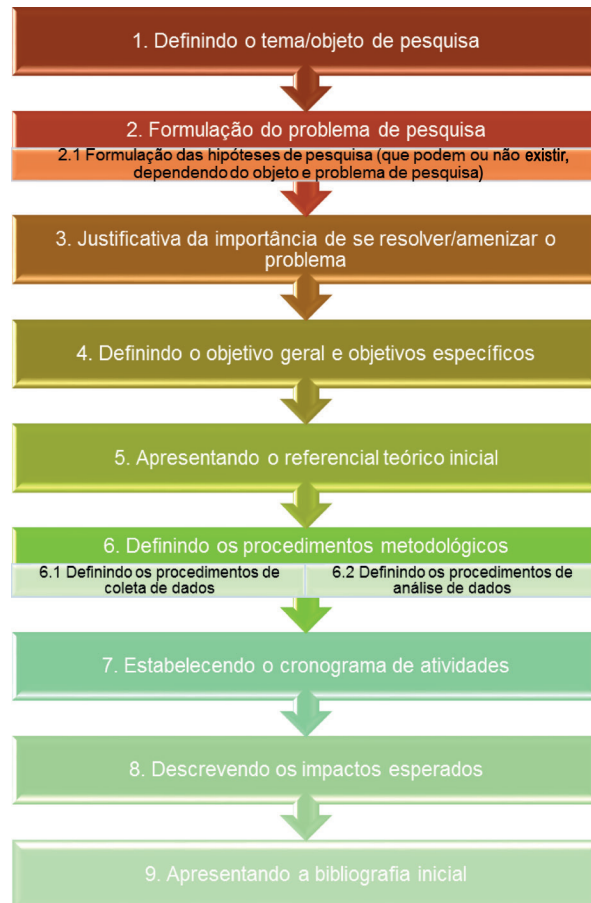 1. Definindo o tema/objeto de pesquisa
2. Formulação do problema de pesquisa
2.1 Formulação das hipóteses de pesquisa (que podem ou não existir,
dependendo do objeto e problema de pesquisa)
3. Justificativa da importância de se resolver/amenizar o
problema
4. Definindo o objetivo geral e objetivos específicos
5. Apresentando o referencial teórico inicial
6. Definindo os procedimentos metodológicos
6.1 Definindo os procedimentos de
coleta de dados
6.2 Definindo os procedimentos de
análise de dados
7. Estabelecendo o cronograma de atividades
8. Descrevendo os impactos esperados
9. Apresentando a bibliografia inicial